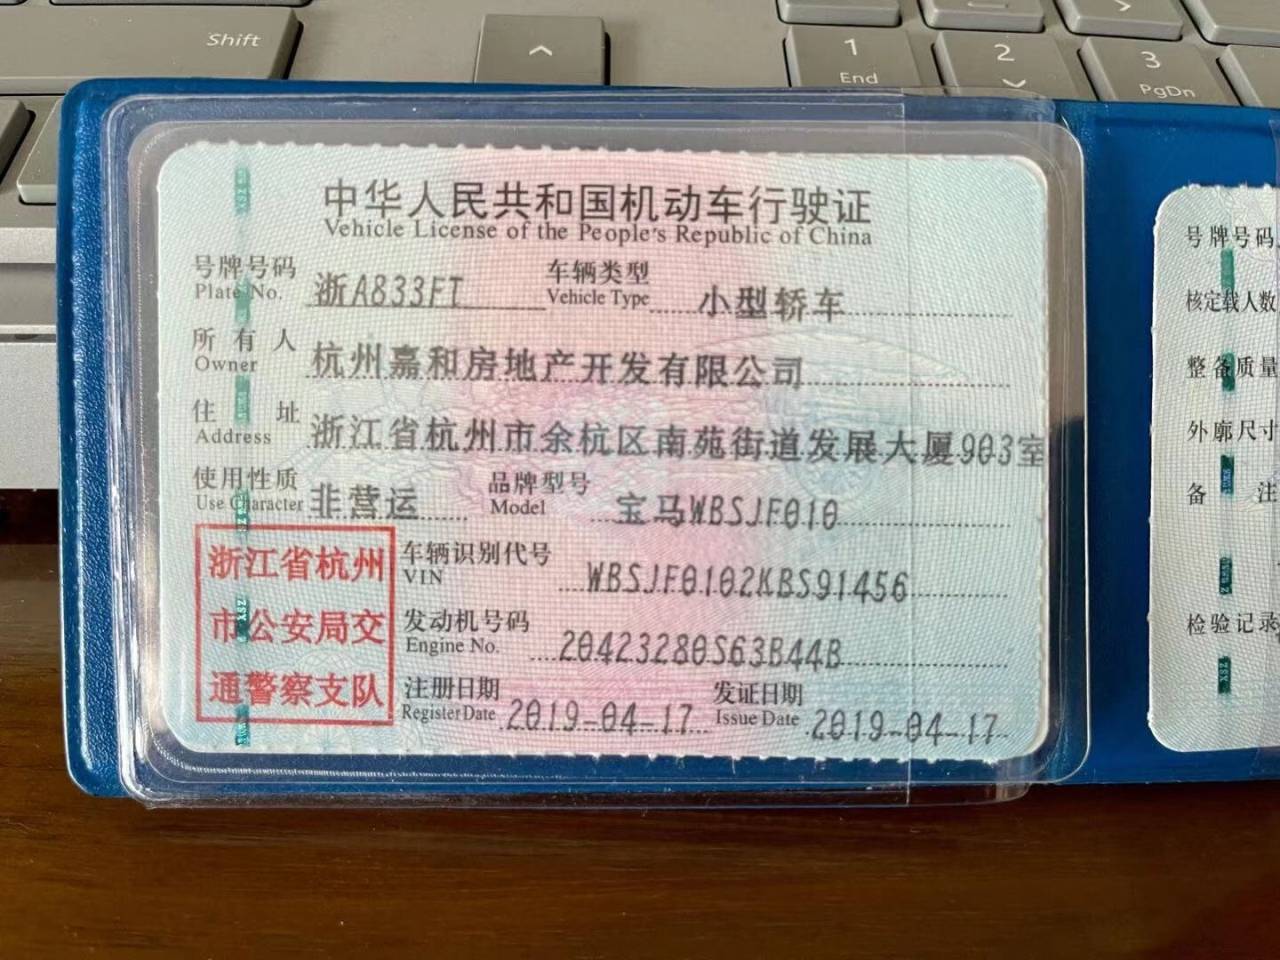 Shift
1
End
2
3
PgDn
中华人民共和国机动车行驶证
Vehicle License of the People's Republic of China
号牌号码 浙A833FT 车辆类型 小型轿车
Plate No. Vehicle Type
所有人 杭州嘉和房地产开发有限公司
Owner
住址 浙江省杭州市余杭区南苑街道发展大厦903室
Address
使用性质 非营运 品牌型号 宝马WBSJF010
Use Character Model
浙江省杭州
市公安局交
通警察支队
车辆识别代号 WBSJF0102KBS91456
VIN
发动机号码 20423280S63B44B
Engine No.
注册日期 2019-04-17 发证日期 2019-04-17
Register Date Issue Date
号牌号码
核定载人数
整备质量
外廓尺寸
备注
检验记录